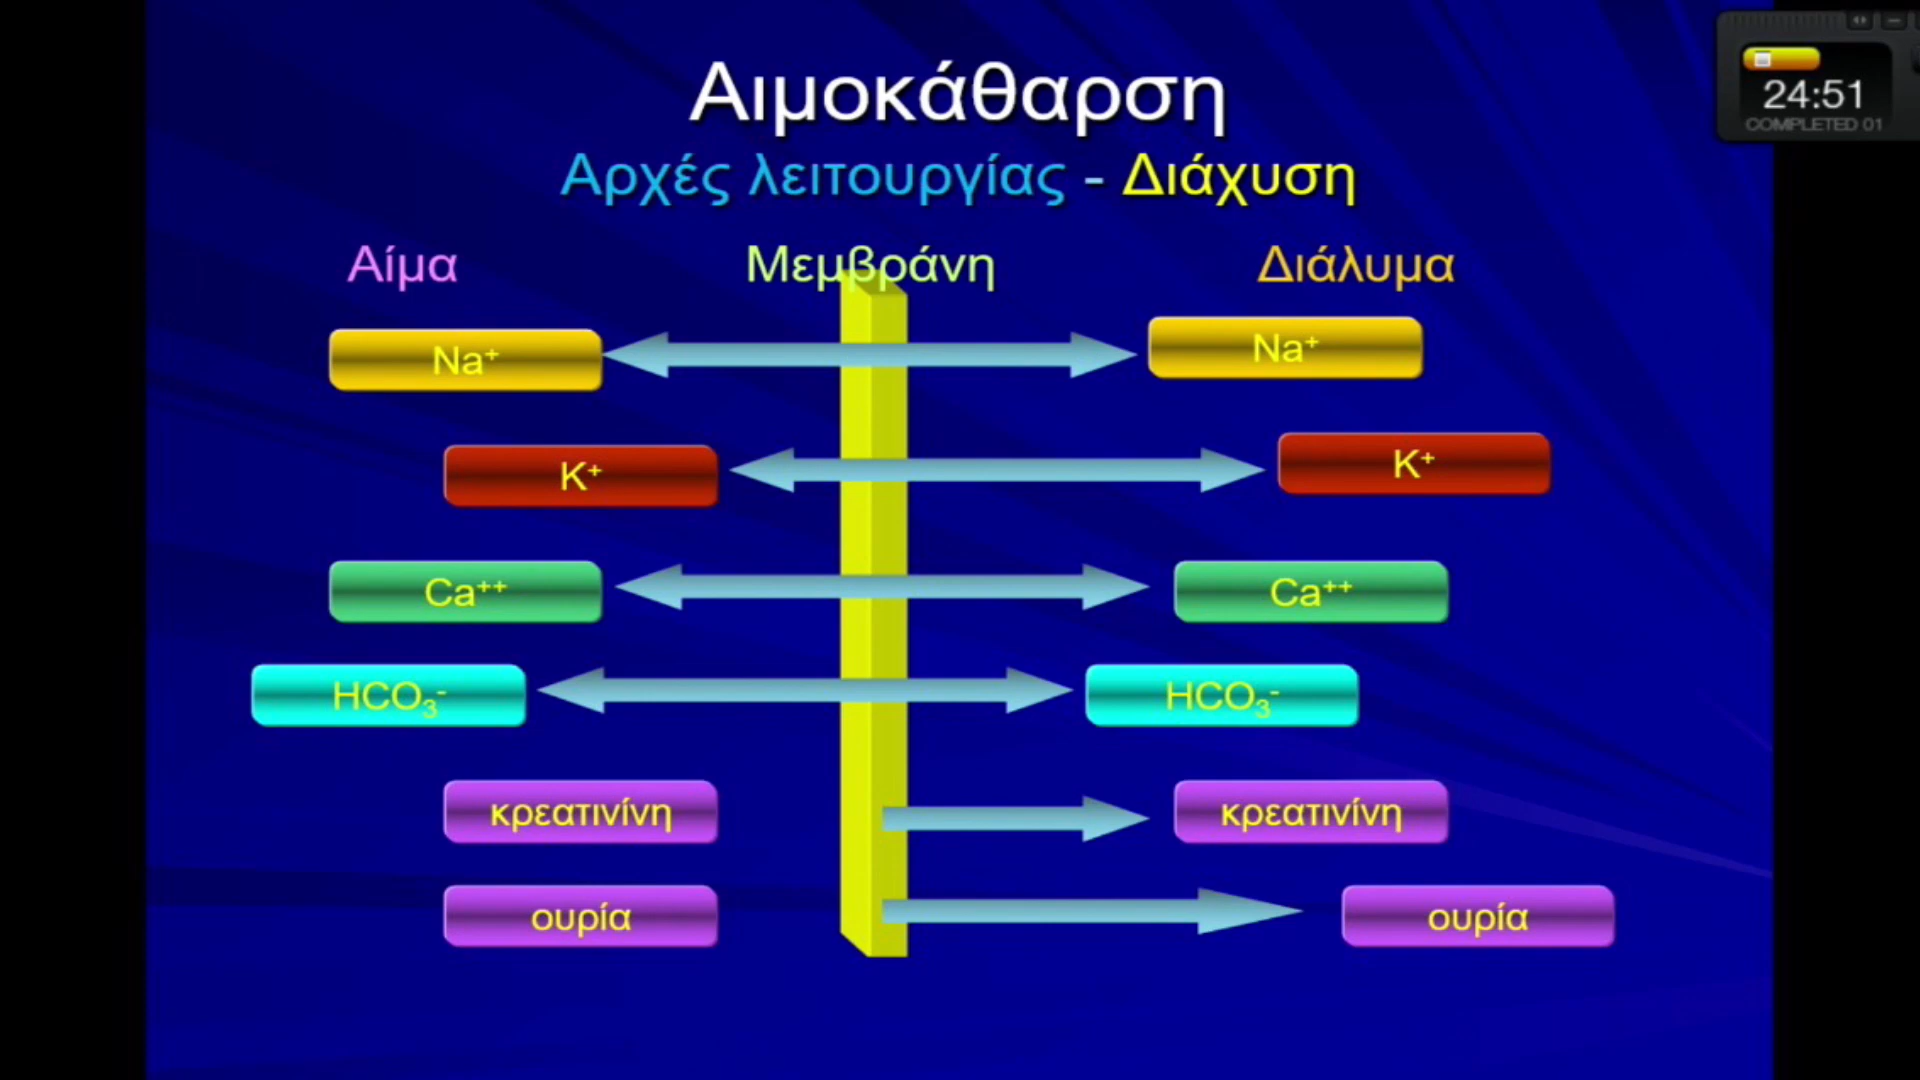 Αιμοκάθαρση
Αρχές λειτουργίας - Διάχυση
Αίμα Μεμβράνη Διάλυμα
Na⁺ Na⁺
K⁺ K⁺
Ca⁺⁺ Ca⁺⁺
HCO₃⁻ HCO₃⁻
κρεατινίνη κρεατινίνη
ουρία ουρία
24:51
COMPLETED 01